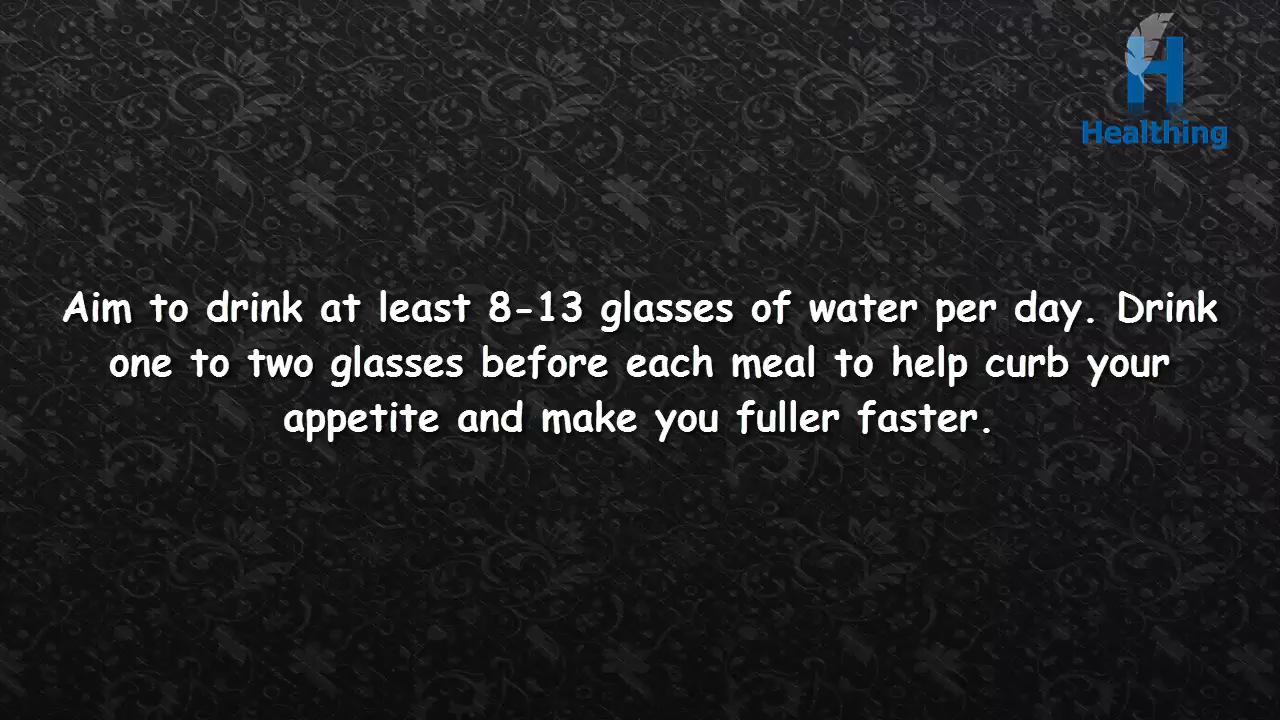 H
Healthing
Aim to drink at least 8-13 glasses of water per day. Drink
one to two glasses before each meal to help curb your
appetite and make you fuller faster.